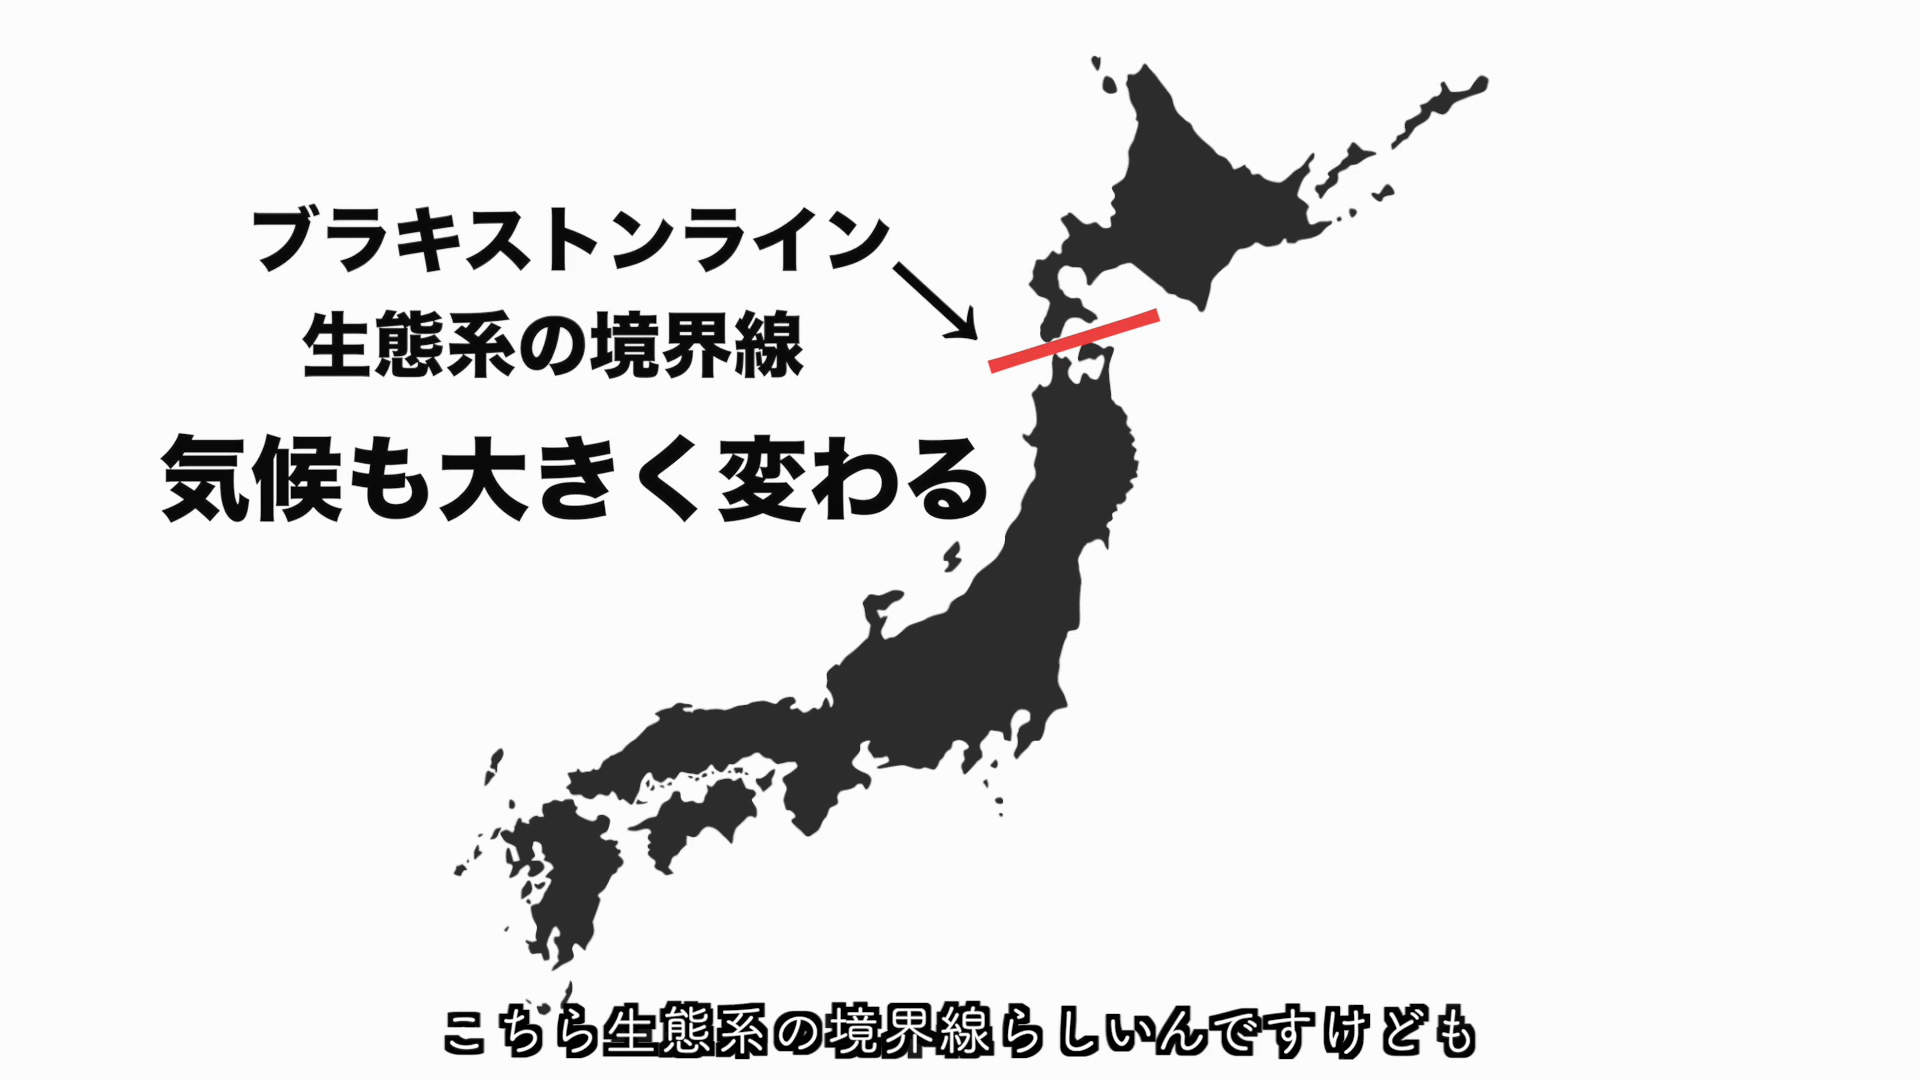 ブラキストンライン
生態系の境界線
気候も大きく変わる
こちら生態系の境界線らしいんですけども